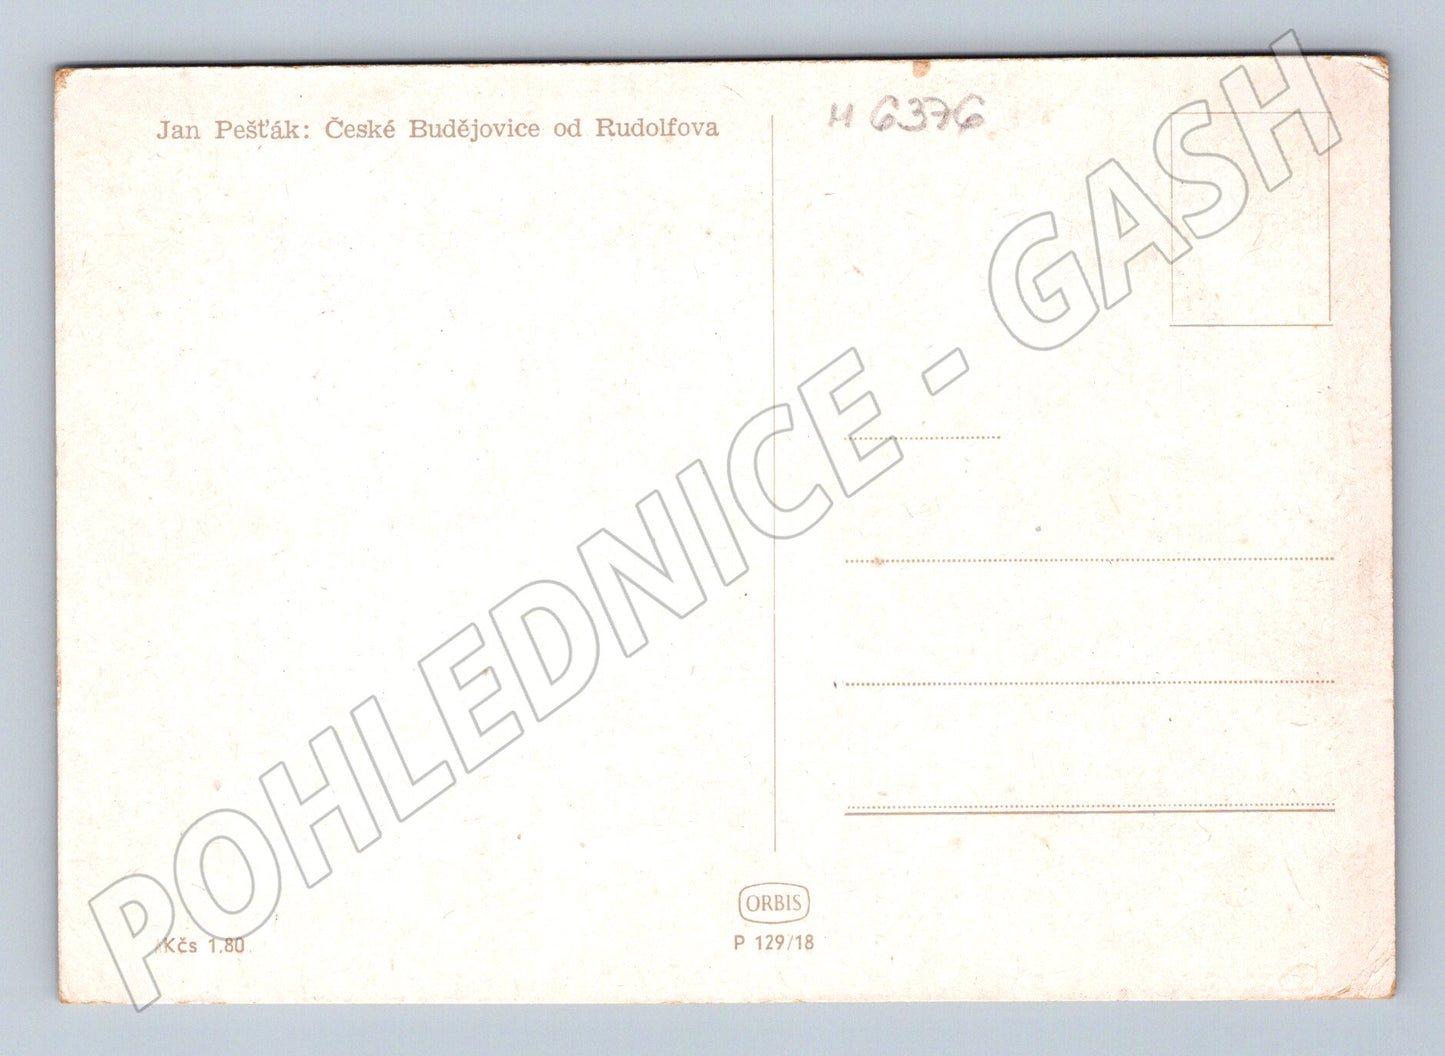 Jan Pešťák: České Budějovice od Rudolfova
H 6376
POHLEDNICE - GASH
Kčs 1.80
ORBIS
P 129/18